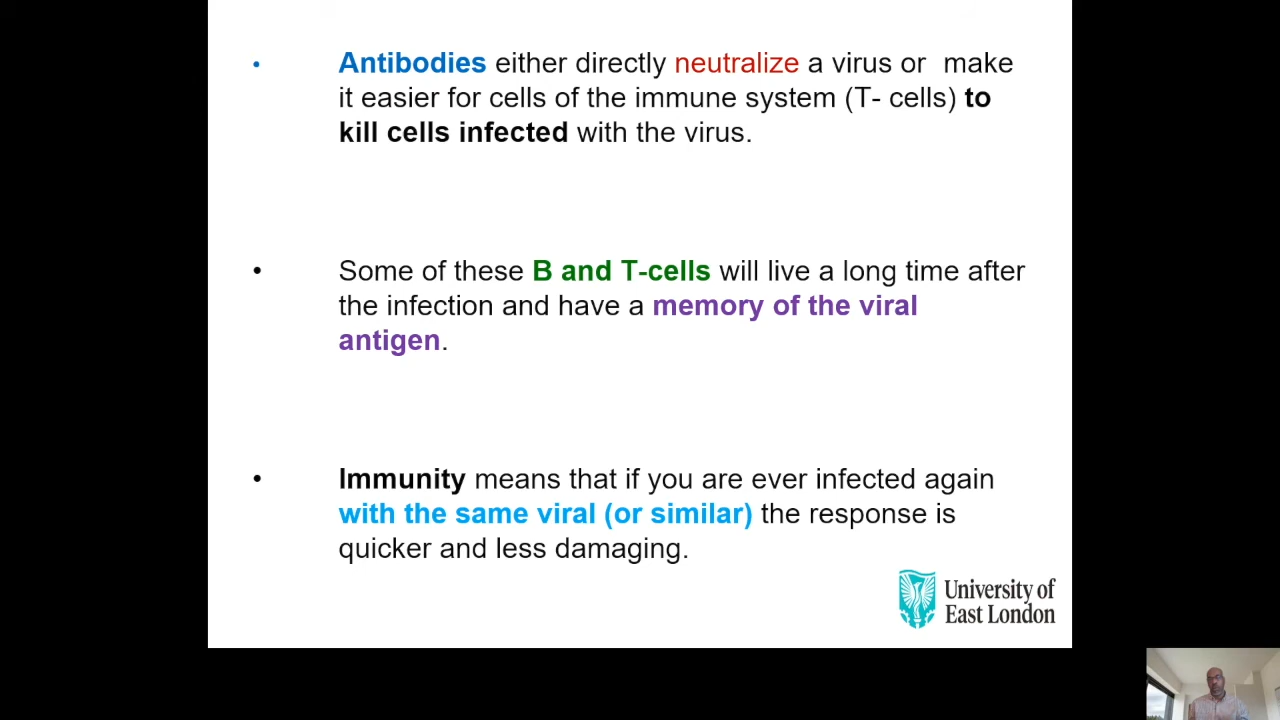 • Antibodies either directly neutralize a virus or make
it easier for cells of the immune system (T- cells) to
kill cells infected with the virus.
• Some of these B and T-cells will live a long time after
the infection and have a memory of the viral
antigen.
• Immunity means that if you are ever infected again
with the same viral (or similar) the response is
quicker and less damaging.
University of
East London